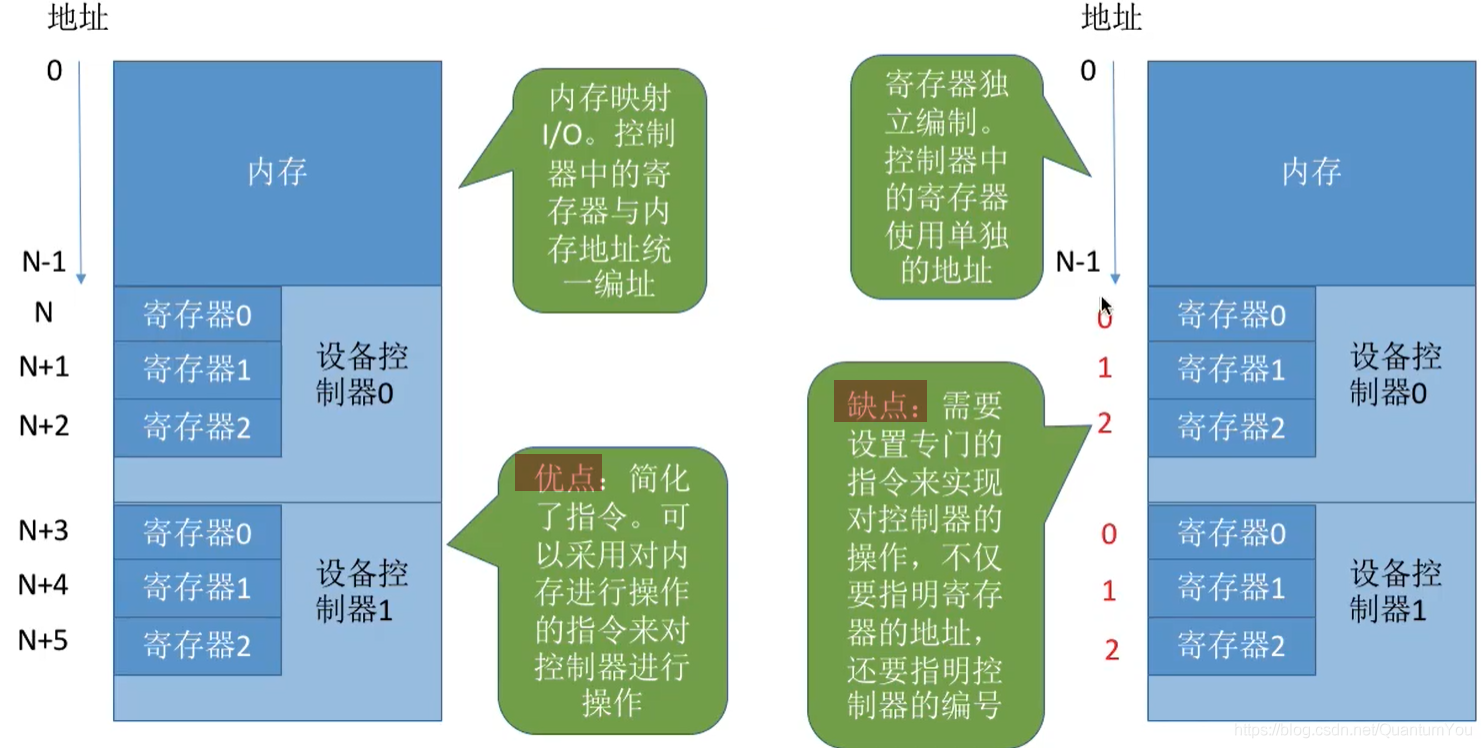 地址
0
内存
N-1
N
寄存器0
N+1
寄存器1
N+2
寄存器2
设备控
制器0
N+3
寄存器0
N+4
寄存器1
N+5
寄存器2
设备控
制器1
内存映射
I/O。控制
器中的寄
存器与内
存地址统
一编址
优点：简化
了指令。可
以采用对内
存进行操作
的指令来对
控制器进行
操作
寄存器独
立编制。
控制器中
的寄存器
使用单独
的地址
缺点：需要
设置专门的
指令来实现
对控制器的
操作，不仅
要指明寄存
器的地址，
还要指明控
制器的编号
地址
0
内存
N-1
0
寄存器0
1
寄存器1
2
寄存器2
设备控
制器0
0
寄存器0
1
寄存器1
2
寄存器2
设备控
制器1
https://blog.csdn.net/QuantumYou